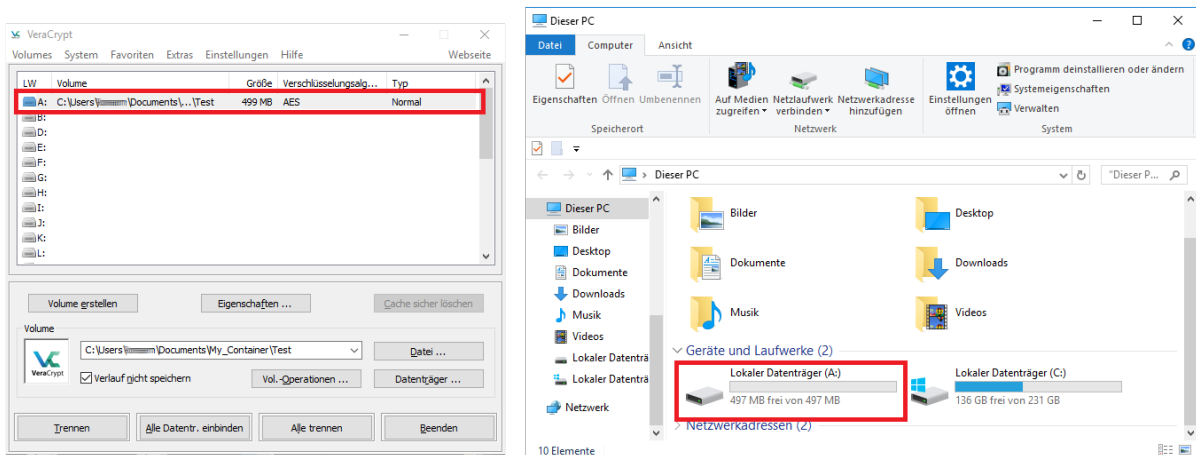 VeraCrypt
Volumes System Favoriten Extras Einstellungen Hilfe Webseite
LW Volume Größe Verschlüsselungsalg... Typ
A: C:\Users\ \Documents\...\Test 499 MB AES Normal
B:
D:
E:
F:
G:
H:
I:
J:
K:
L:
Volume erstellen Eigenschaften ... Cache sicher löschen
Volume
C:\Users\ \Documents\My_Container\Test Datei ...
VeraCrypt
Verlauf nicht speichern Vol.-Operationen ... Datenträger ...
Trennen Alle Datentr. einbinden Alle trennen Beenden
Dieser PC
Datei Computer Ansicht
Eigenschaften Öffnen Umbenennen
Auf Medien zugreifen
Netzlaufwerk verbinden
Netzwerkadresse hinzufügen
Einstellungen öffnen
Programm deinstallieren oder ändern
Systemeigenschaften
Verwalten
Speicherort Netzwerk System
Dieser PC "Dieser P...
Dieser PC
Bilder
Desktop
Dokumente
Downloads
Musik
Videos
Lokaler Datenträ
Lokaler Datenträ
Netzwerk
Bilder Desktop
Dokumente Downloads
Musik Videos
Geräte und Laufwerke (2)
Lokaler Datenträger (A:)
497 MB frei von 497 MB
Lokaler Datenträger (C:)
136 GB frei von 231 GB
Netzwerkadressen (2)
10 Elemente